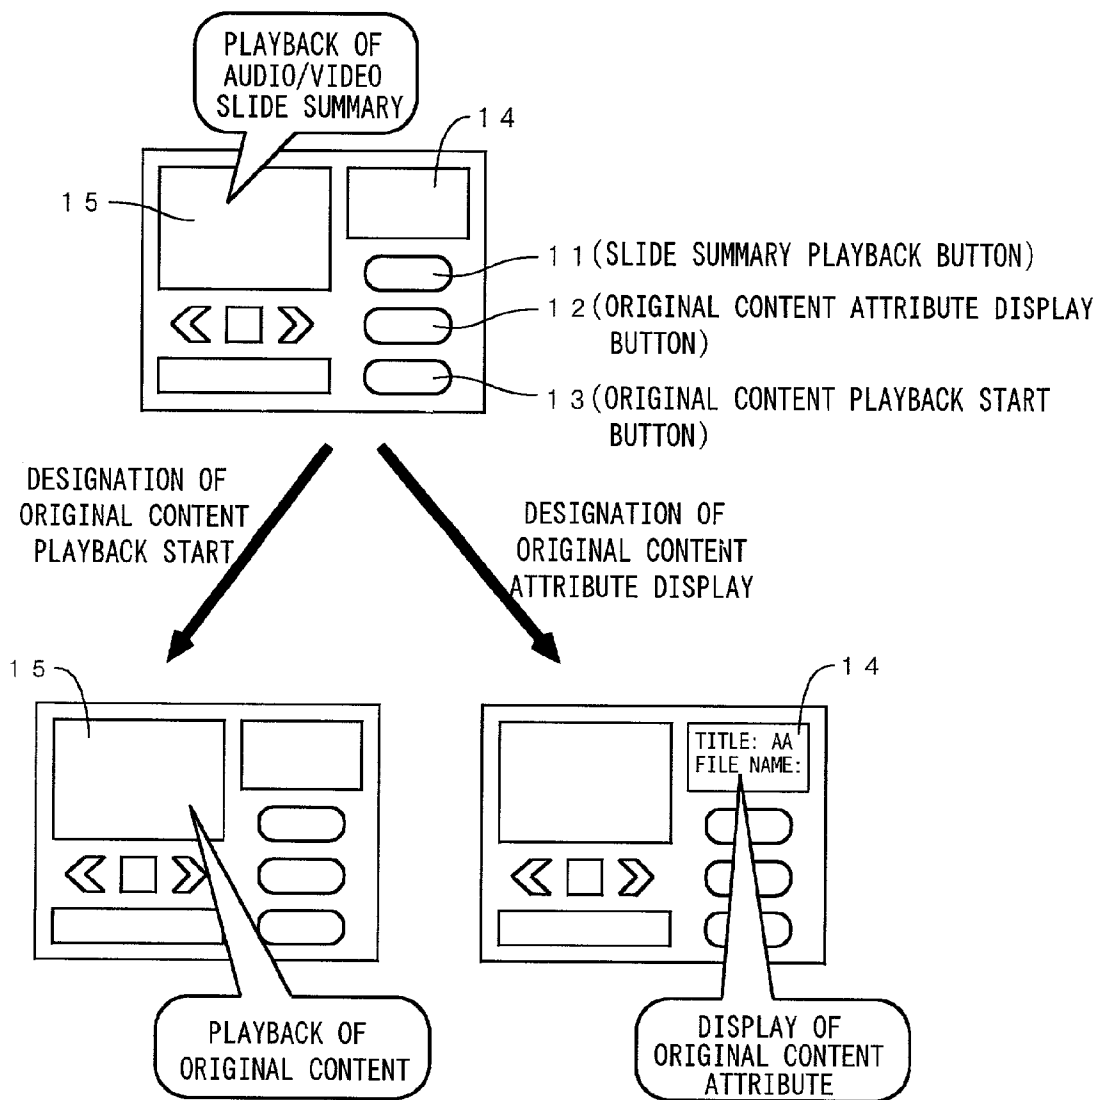 PLAYBACK OF
AUDIO/VIDEO
SLIDE SUMMARY
14
15
11(SLIDE SUMMARY PLAYBACK BUTTON)
12(ORIGINAL CONTENT ATTRIBUTE DISPLAY
BUTTON)
13(ORIGINAL CONTENT PLAYBACK START
BUTTON)
DESIGNATION OF
ORIGINAL CONTENT
PLAYBACK START
DESIGNATION OF
ORIGINAL CONTENT
ATTRIBUTE DISPLAY
15
14
TITLE: AA
FILE NAME:
PLAYBACK OF
ORIGINAL CONTENT
DISPLAY OF
ORIGINAL CONTENT
ATTRIBUTE